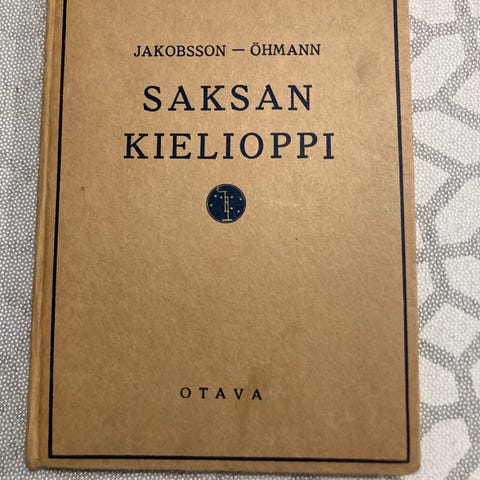 JAKOBSSON — ÖHMANN
SAKSAN
KIELIOPPI
OTAVA